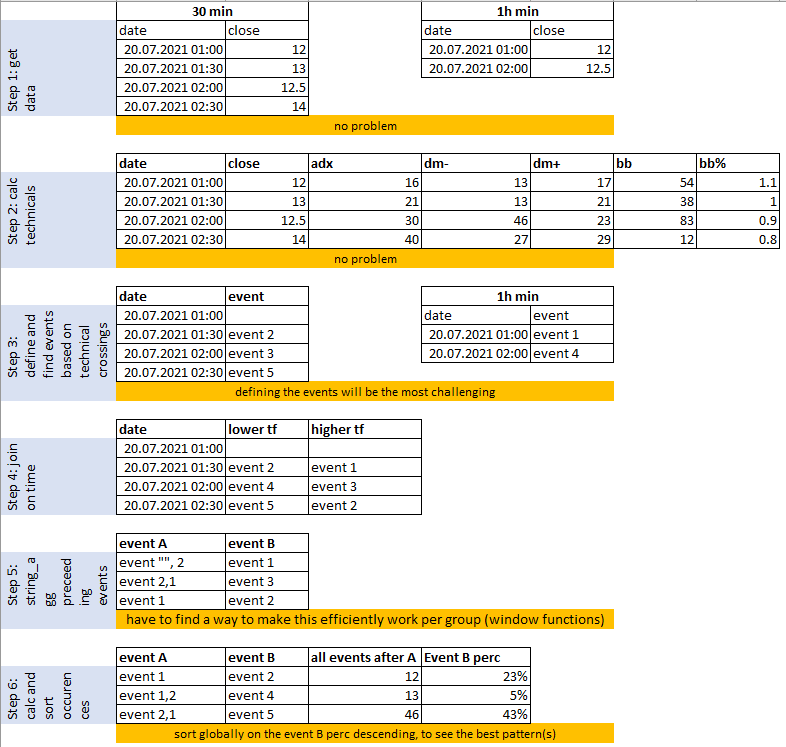 30 min 1h min
date close date close
Step 1: get data
20.07.2021 01:00 12 20.07.2021 01:00 12
20.07.2021 01:30 13 20.07.2021 02:00 12.5
20.07.2021 02:00 12.5
20.07.2021 02:30 14
no problem
date close adx dm- dm+ bb bb%
Step 2: calc technicals
20.07.2021 01:00 12 16 13 17 54 1.1
20.07.2021 01:30 13 21 13 21 38 1
20.07.2021 02:00 12.5 30 46 23 83 0.9
20.07.2021 02:30 14 40 27 29 12 0.8
no problem
date event 1h min
Step 3: define and find events based on technical crossings
20.07.2021 01:00 date event
20.07.2021 01:30 event 2 20.07.2021 01:00 event 1
20.07.2021 02:00 event 3 20.07.2021 02:00 event 4
20.07.2021 02:30 event 5
defining the events will be the most challenging
date lower tf higher tf
Step 4: join on time
20.07.2021 01:00
20.07.2021 01:30 event 2 event 1
20.07.2021 02:00 event 4 event 3
20.07.2021 02:30 event 5 event 2
event A event B
Step 5: string_a gg preceed ing events
event "", 2 event 1
event 2,1 event 3
event 1 event 2
have to find a way to make this efficiently work per group (window functions)
event A event B all events after A Event B perc
Step 6: calc and sort occuren ces
event 1 event 2 12 23%
event 1,2 event 4 13 5%
event 2,1 event 5 46 43%
sort globally on the event B perc descending, to see the best pattern(s)